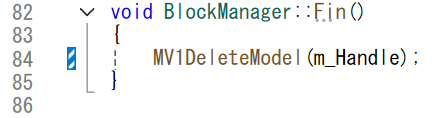 82 void BlockManager::Fin()
83 {
84 MV1DeleteModel(m_Handle);
85 }
86